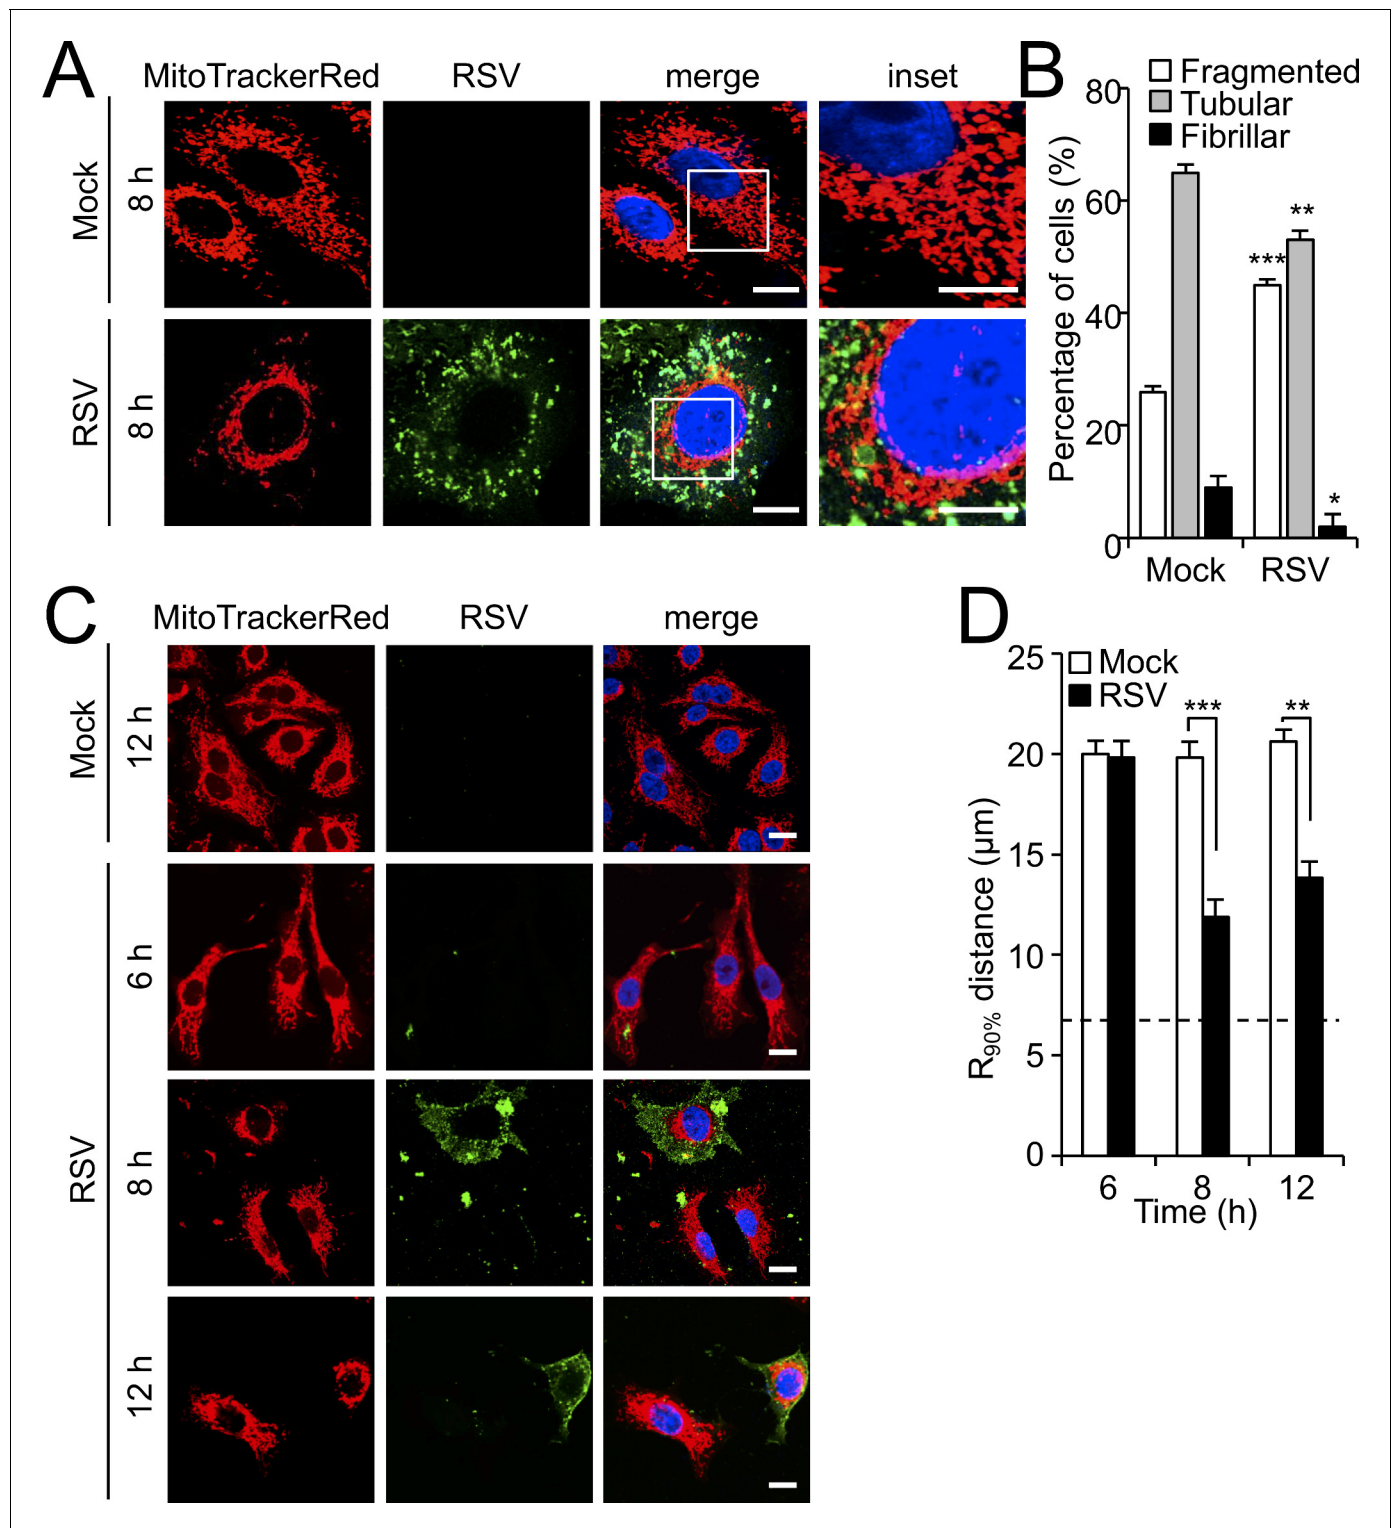 A
MitoTrackerRed RSV merge inset
Mock
8 h
RSV
8 h
B
Fragmented
Tubular
Fibrillar
Percentage of cells (%)
80
60
40
20
0
***
**
*
Mock RSV
C
MitoTrackerRed RSV merge
Mock
12 h
RSV
6 h
8 h
12 h
D
Mock
RSV
R90% distance (µm)
25
20
15
10
5
0
***
**
6 8 12
Time (h)